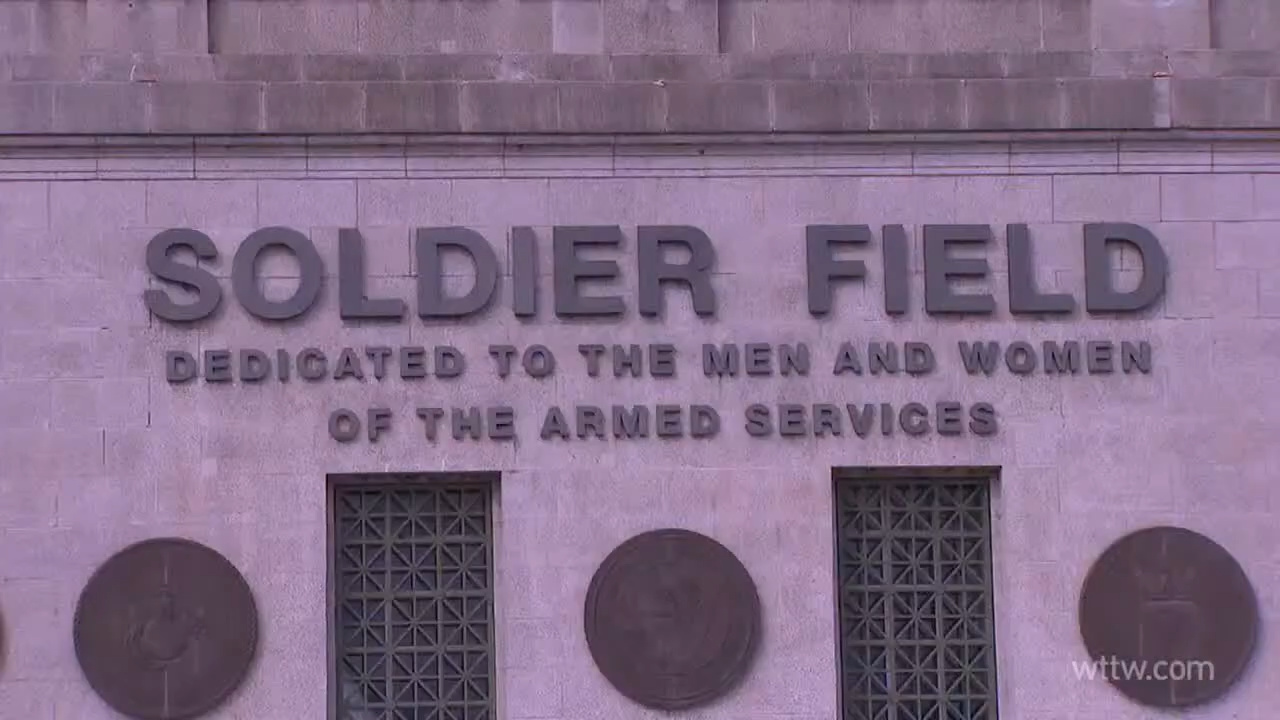 SOLDIER FIELD
DEDICATED TO THE MEN AND WOMEN
OF THE ARMED SERVICES
wttw.com